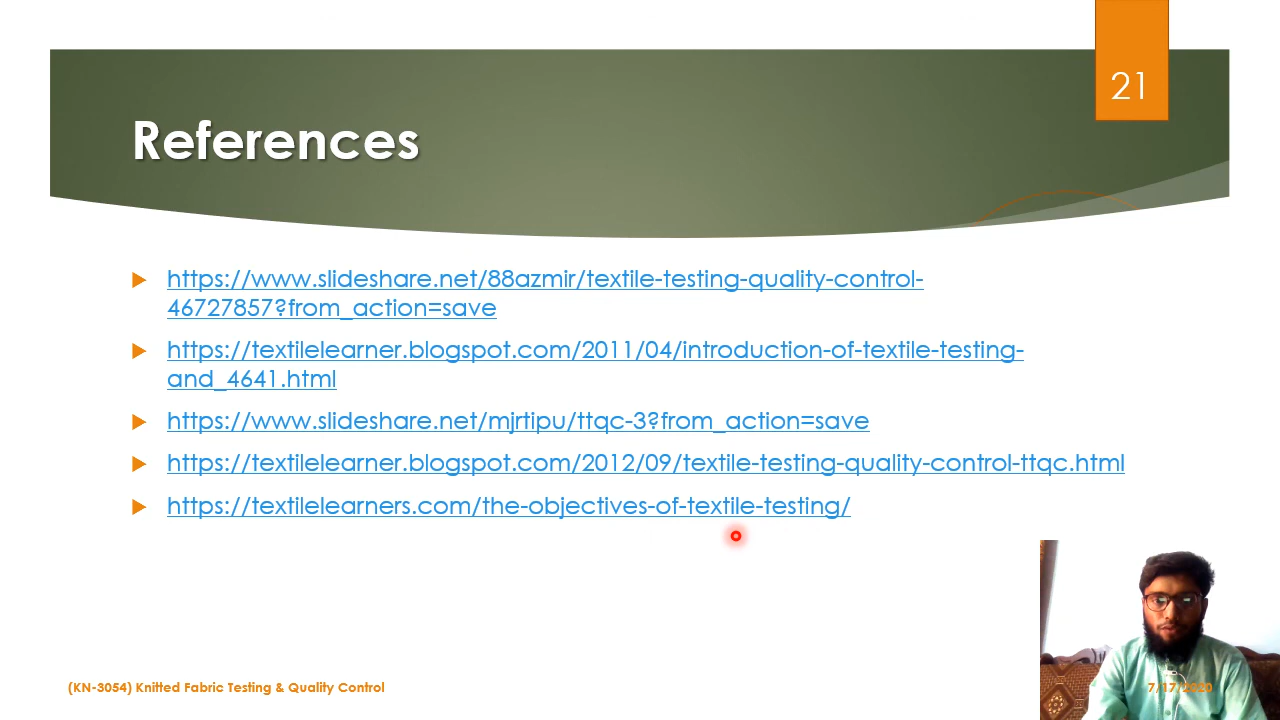 21
References
https://www.slideshare.net/88azmir/textile-testing-quality-control-
46727857?from_action=save
https://textilelearner.blogspot.com/2011/04/introduction-of-textile-testing-
and_4641.html
https://www.slideshare.net/mjrtipu/ttqc-3?from_action=save
https://textilelearner.blogspot.com/2012/09/textile-testing-quality-control-ttqc.html
https://textilelearners.com/the-objectives-of-textile-testing/
(KN-3054) Knitted Fabric Testing & Quality Control
7/17/2020